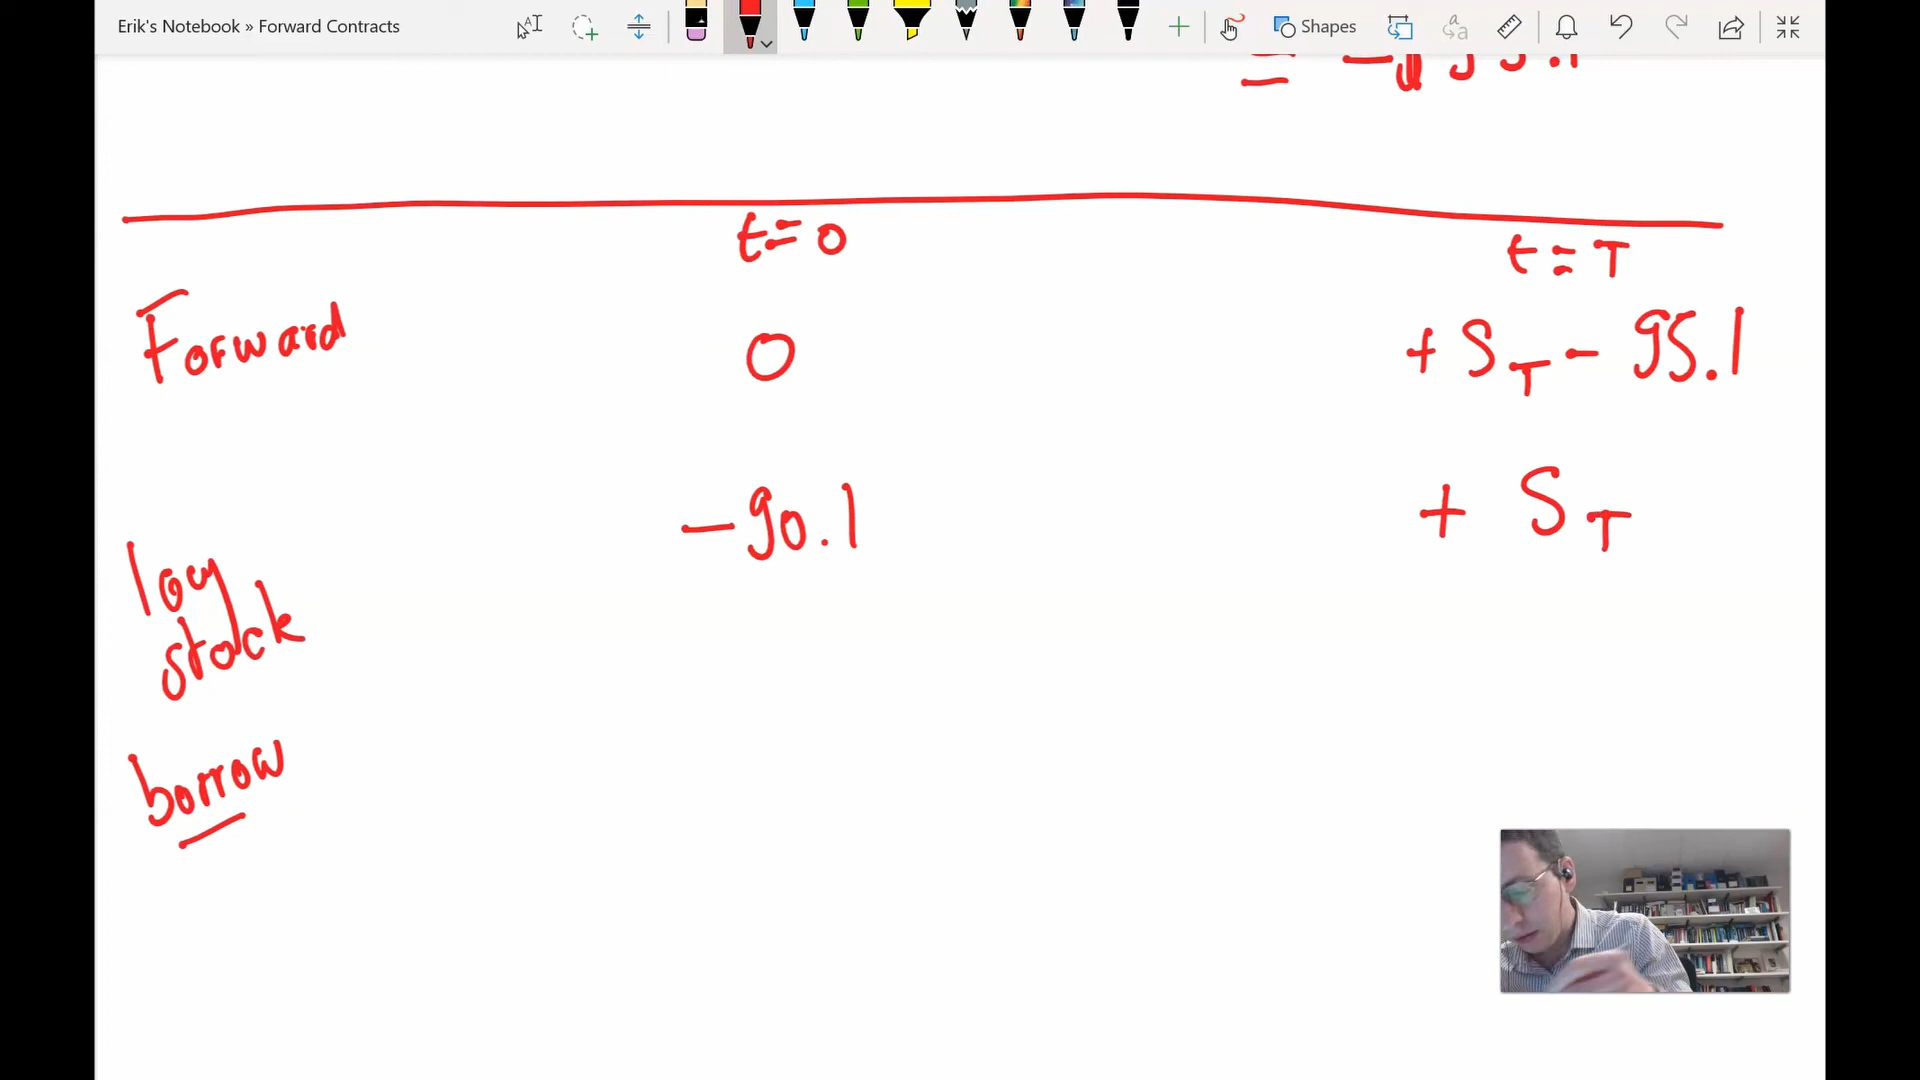 Erik's Notebook » Forward Contracts
Shapes
t=0
t=T
Forward
0
+ S_T - 95.1
-90.1
+ S_T
long
stock
borrow